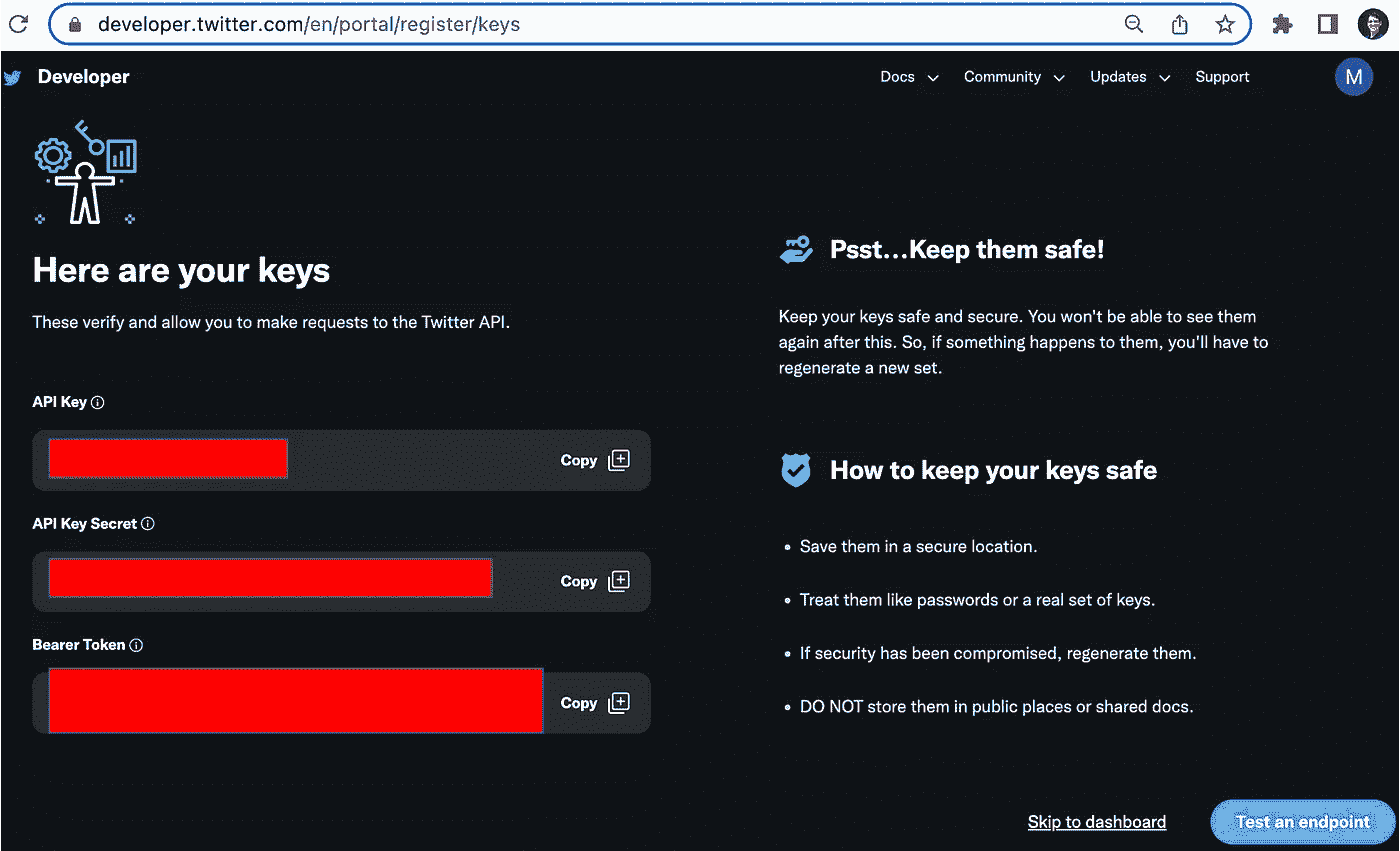 developer.twitter.com/en/portal/register/keys
Developer
Docs
Community
Updates
Support
M
Here are your keys
These verify and allow you to make requests to the Twitter API.
API Key
Copy
API Key Secret
Copy
Bearer Token
Copy
Psst...Keep them safe!
Keep your keys safe and secure. You won't be able to see them
again after this. So, if something happens to them, you'll have to
regenerate a new set.
How to keep your keys safe
Save them in a secure location.
Treat them like passwords or a real set of keys.
If security has been compromised, regenerate them.
DO NOT store them in public places or shared docs.
Skip to dashboard
Test an endpoint